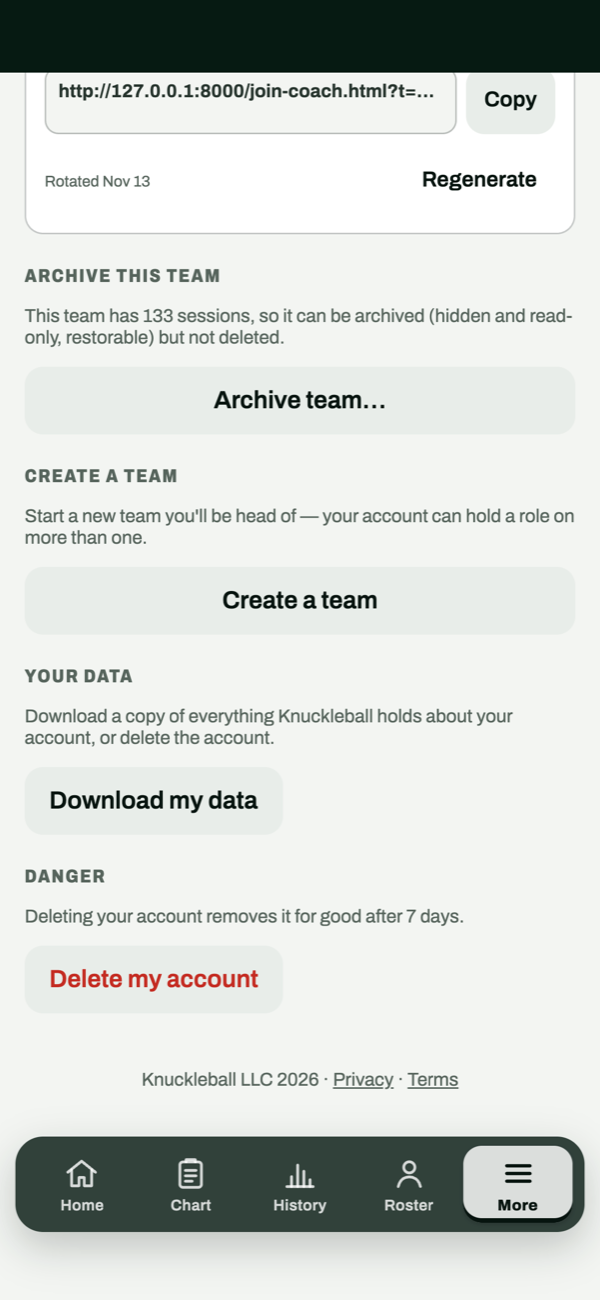 http://127.0.0.1:8000/join-coach.html?t=...
Copy
Rotated Nov 13
Regenerate
ARCHIVE THIS TEAM
This team has 133 sessions, so it can be archived (hidden and read-
only, restorable) but not deleted.
Archive team...
CREATE A TEAM
Start a new team you'll be head of — your account can hold a role on
more than one.
Create a team
YOUR DATA
Download a copy of everything Knuckleball holds about your
account, or delete the account.
Download my data
DANGER
Deleting your account removes it for good after 7 days.
Delete my account
Knuckleball LLC 2026 · Privacy · Terms
Home
Chart
History
Roster
More